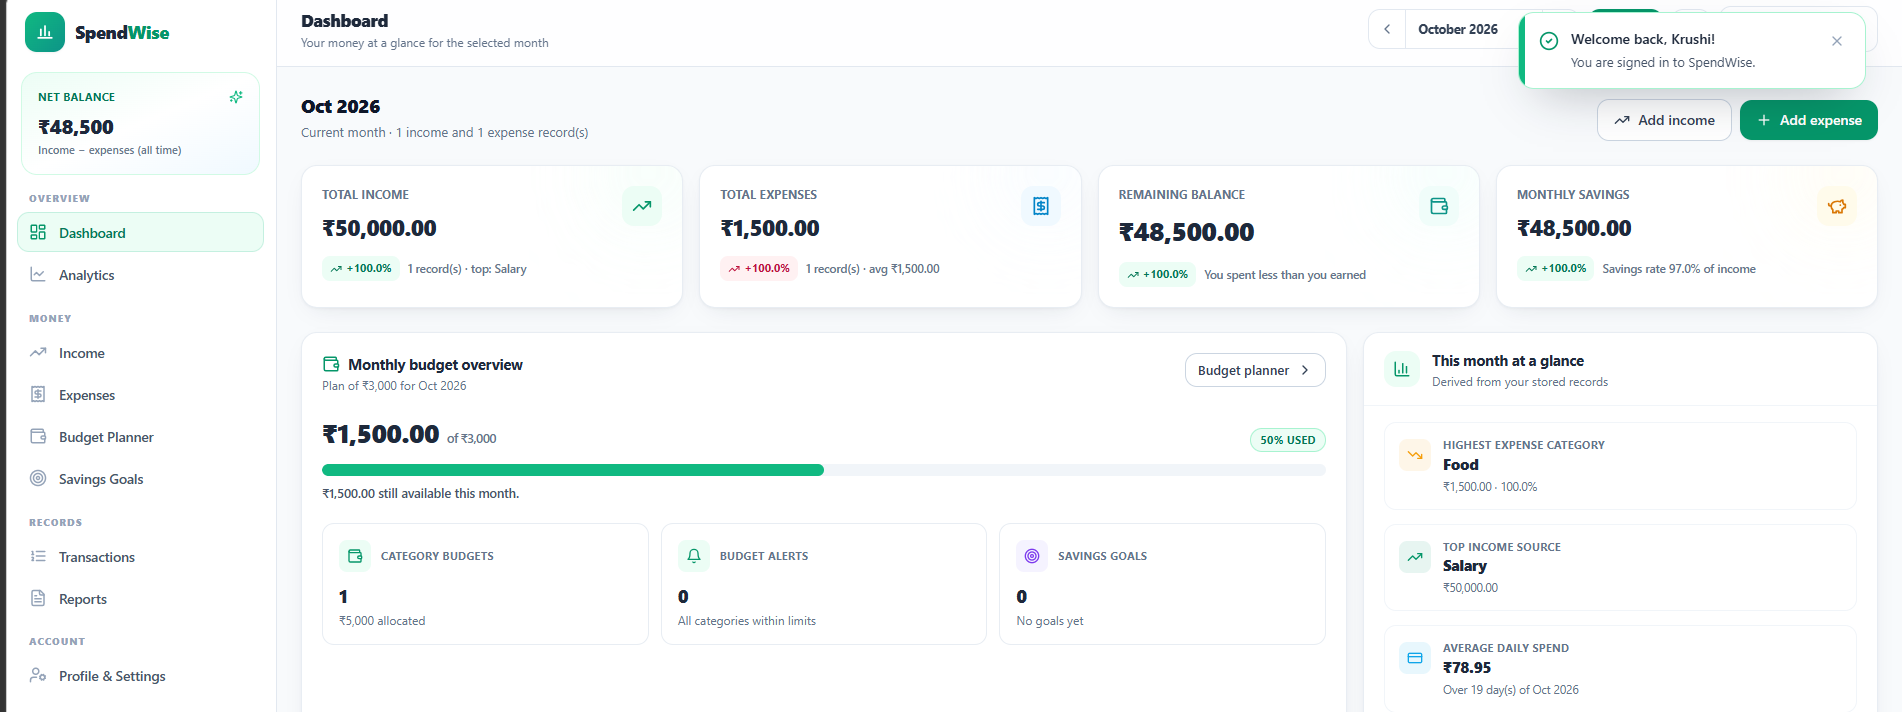 SpendWise
NET BALANCE
₹48,500
Income − expenses (all time)
OVERVIEW
Dashboard
Analytics
MONEY
Income
Expenses
Budget Planner
Savings Goals
RECORDS
Transactions
Reports
ACCOUNT
Profile & Settings
Dashboard
Your money at a glance for the selected month
October 2026
Welcome back, Krushi!
You are signed in to SpendWise.
Oct 2026
Current month · 1 income and 1 expense record(s)
Add income
Add expense
TOTAL INCOME
₹50,000.00
+100.0% 1 record(s) · top: Salary
TOTAL EXPENSES
₹1,500.00
+100.0% 1 record(s) · avg ₹1,500.00
REMAINING BALANCE
₹48,500.00
+100.0% You spent less than you earned
MONTHLY SAVINGS
₹48,500.00
+100.0% Savings rate 97.0% of income
Monthly budget overview
Plan of ₹3,000 for Oct 2026
Budget planner
₹1,500.00 of ₹3,000
50% USED
₹1,500.00 still available this month.
CATEGORY BUDGETS
1
₹5,000 allocated
BUDGET ALERTS
0
All categories within limits
SAVINGS GOALS
0
No goals yet
This month at a glance
Derived from your stored records
HIGHEST EXPENSE CATEGORY
Food
₹1,500.00 · 100.0%
TOP INCOME SOURCE
Salary
₹50,000.00
AVERAGE DAILY SPEND
₹78.95
Over 19 day(s) of Oct 2026